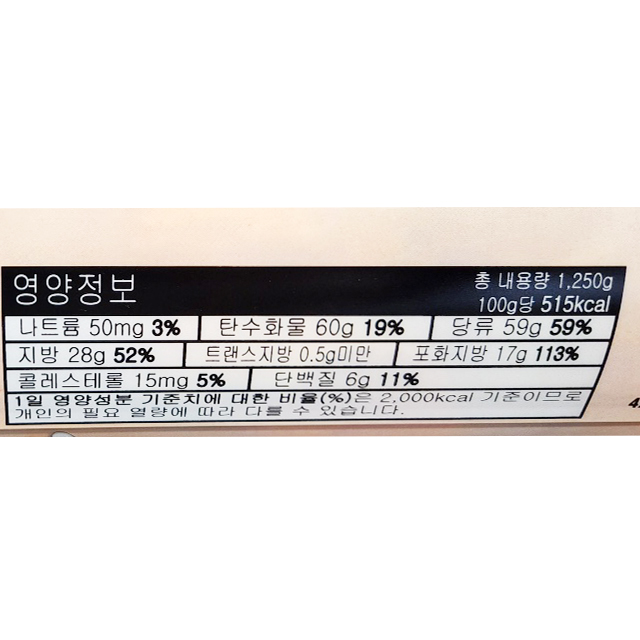 영양정보
총 내용량 1,250g
100g당 515kcal
나트륨 50mg 3% 탄수화물 60g 19% 당류 59g 59%
지방 28g 52% 트랜스지방 0.5g미만 포화지방 17g 113%
콜레스테롤 15mg 5% 단백질 6g 11%
1일 영양성분 기준치에 대한 비율(%)은 2,000kcal 기준이므로
개인의 필요 열량에 따라 다를 수 있습니다.